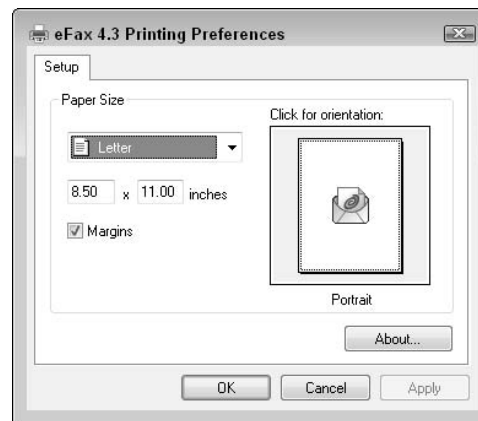 eFax 4.3 Printing Preferences
Setup
Paper Size
Letter
8.50 x 11.00 inches
Margins
Click for orientation:
Portrait
About...
OK Cancel Apply